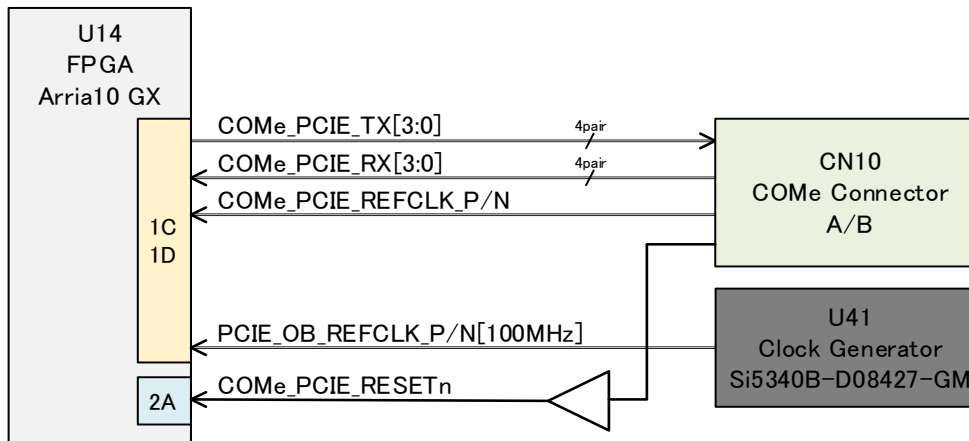 U14
FPGA
Arria10 GX
COMe_PCIE_TX[3:0]
4pair
COMe_PCIE_RX[3:0]
4pair
COMe_PCIE_REFCLK_P/N
1C
1D
CN10
COMe Connector
A/B
PCIE_OB_REFCLK_P/N[100MHz]
U41
Clock Generator
Si5340B-D08427-GM
COMe_PCIE_RESETn
2A